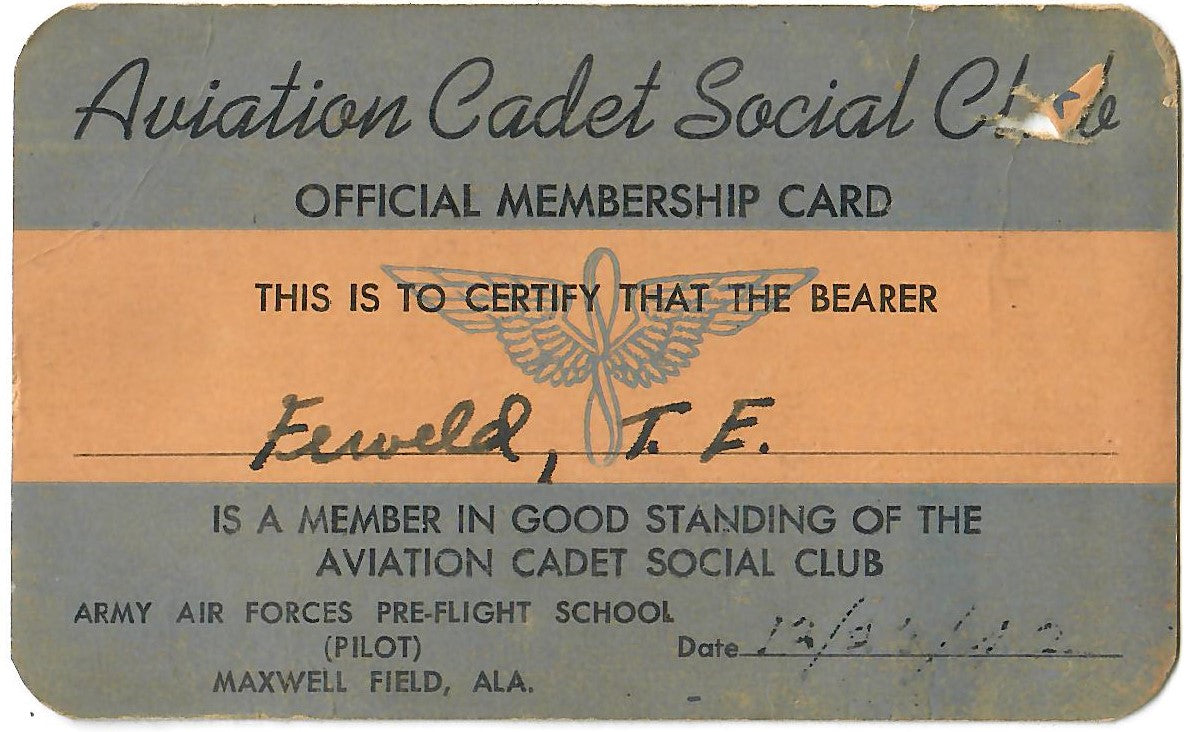 Aviation Cadet Social Club
OFFICIAL MEMBERSHIP CARD
THIS IS TO CERTIFY THAT THE BEARER
Ferweld, T. E.
IS A MEMBER IN GOOD STANDING OF THE
AVIATION CADET SOCIAL CLUB
ARMY AIR FORCES PRE-FLIGHT SCHOOL
(PILOT)
Date
MAXWELL FIELD, ALA.